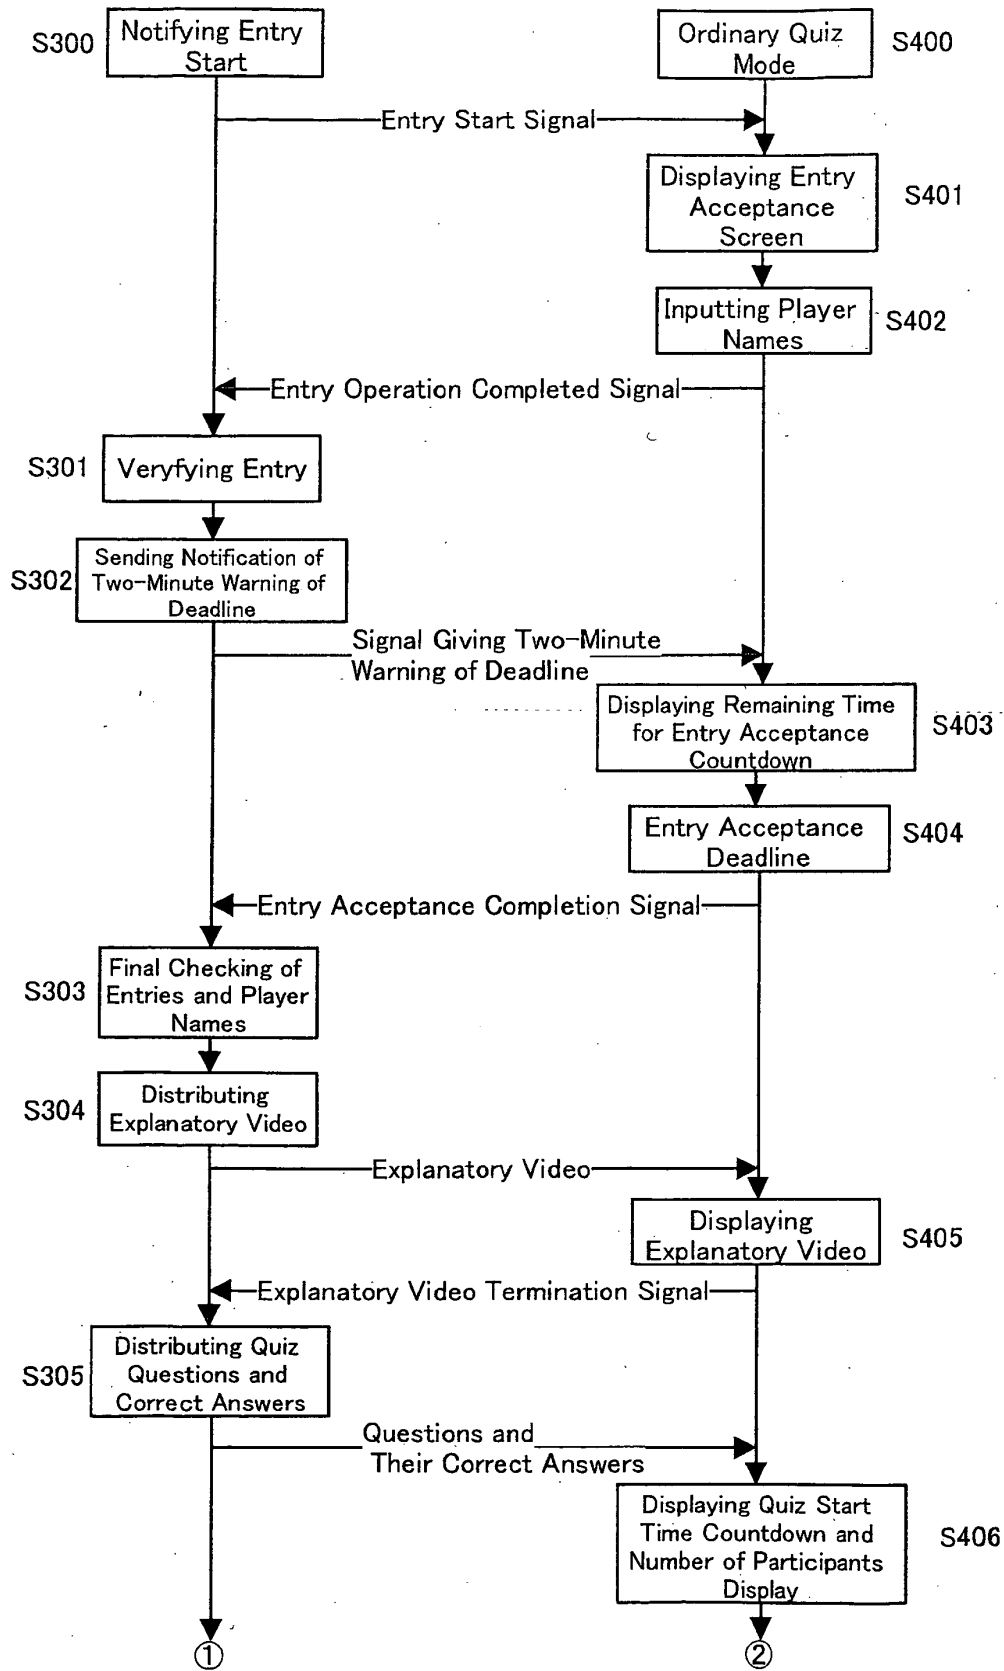 S300
Notifying Entry
Start
Ordinary Quiz
Mode
S400
Entry Start Signal
Displaying Entry
Acceptance
Screen
S401
Inputting Player
Names
S402
Entry Operation Completed Signal
S301
Veryfying Entry
S302
Sending Notification of
Two-Minute Warning of
Deadline
Signal Giving Two-Minute
Warning of Deadline
Displaying Remaining Time
for Entry Acceptance
Countdown
S403
Entry Acceptance
Deadline
S404
Entry Acceptance Completion Signal
S303
Final Checking of
Entries and Player
Names
S304
Distributing
Explanatory Video
Explanatory Video
Displaying
Explanatory Video
S405
Explanatory Video Termination Signal
S305
Distributing Quiz
Questions and
Correct Answers
Questions and
Their Correct Answers
Displaying Quiz Start
Time Countdown and
Number of Participants
Display
S406
①
②